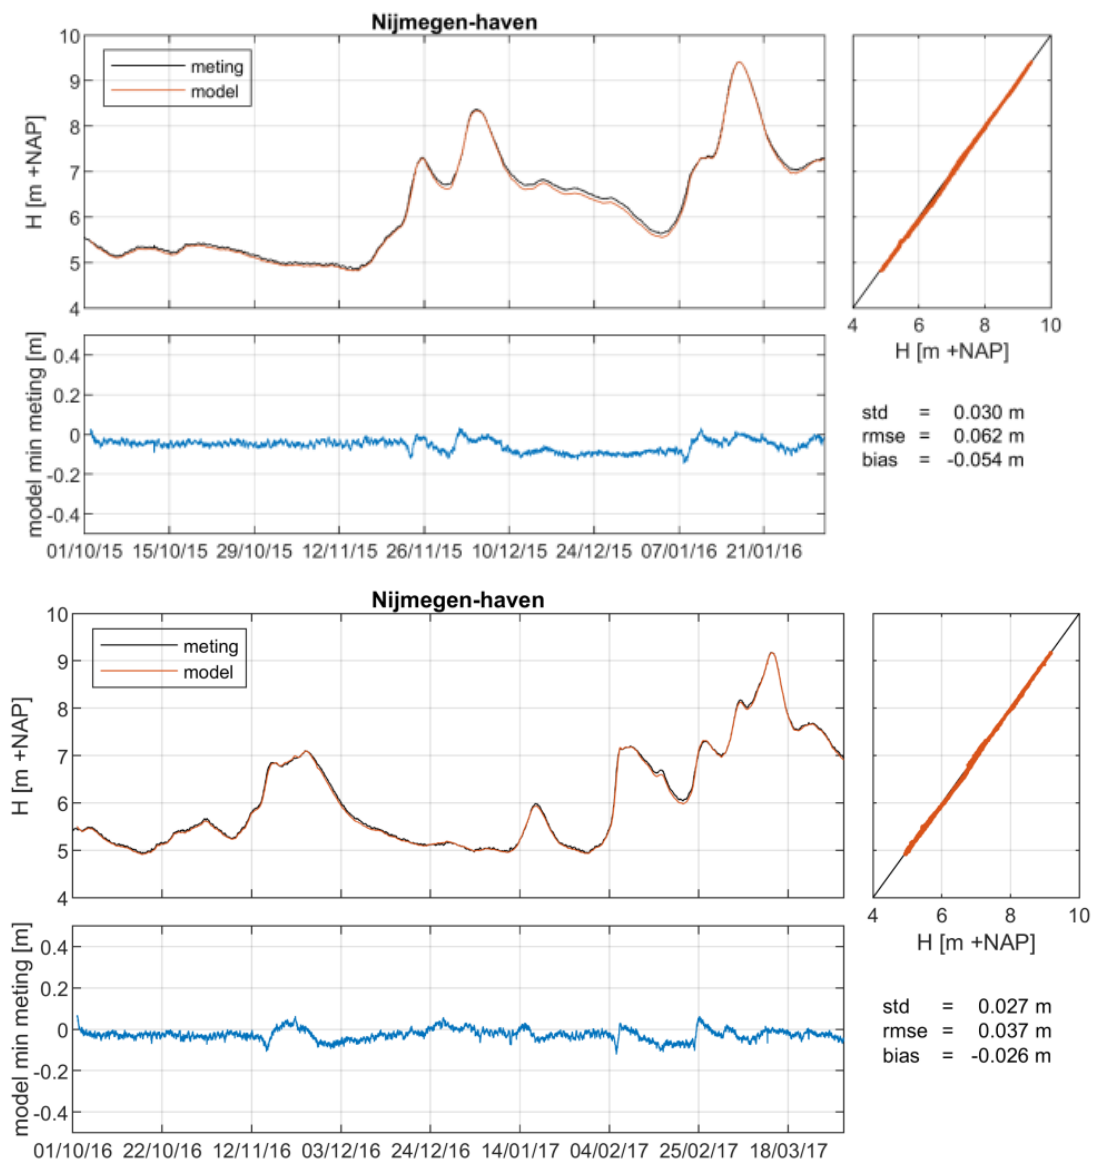 Nijmegen-haven
10
9
8
7
6
5
4
H [m +NAP]
meting
model
4 6 8 10
H [m +NAP]
0.4
0.2
0
-0.2
-0.4
model min meting [m]
01/10/15 15/10/15 29/10/15 12/11/15 26/11/15 10/12/15 24/12/15 07/01/16 21/01/16
std = 0.030 m
rmse = 0.062 m
bias = -0.054 m
Nijmegen-haven
10
9
8
7
6
5
4
H [m +NAP]
meting
model
4 6 8 10
H [m +NAP]
0.4
0.2
0
-0.2
-0.4
model min meting [m]
01/10/16 22/10/16 12/11/16 03/12/16 24/12/16 14/01/17 04/02/17 25/02/17 18/03/17
std = 0.027 m
rmse = 0.037 m
bias = -0.026 m